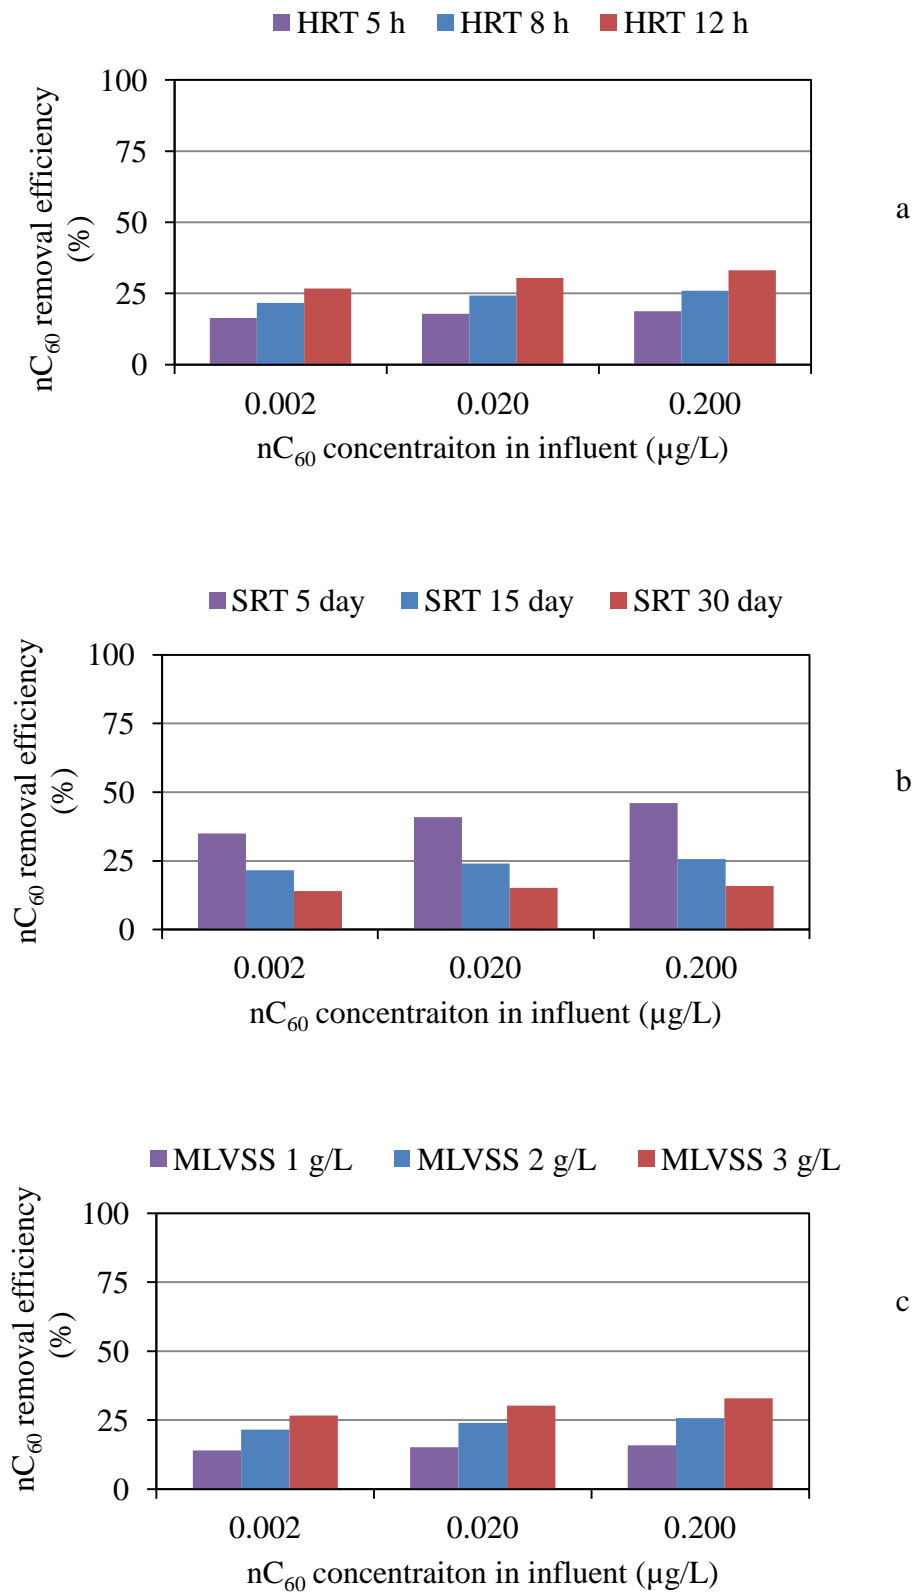 HRT 5 h HRT 8 h HRT 12 h
nC60 removal efficiency
(%)
100
75
50
25
0
0.002 0.020 0.200
nC60 concentraiton in influent (µg/L)
a
SRT 5 day SRT 15 day SRT 30 day
nC60 removal efficiency
(%)
100
75
50
25
0
0.002 0.020 0.200
nC60 concentraiton in influent (µg/L)
b
MLVSS 1 g/L MLVSS 2 g/L MLVSS 3 g/L
nC60 removal efficiency
(%)
100
75
50
25
0
0.002 0.020 0.200
nC60 concentraiton in influent (µg/L)
c